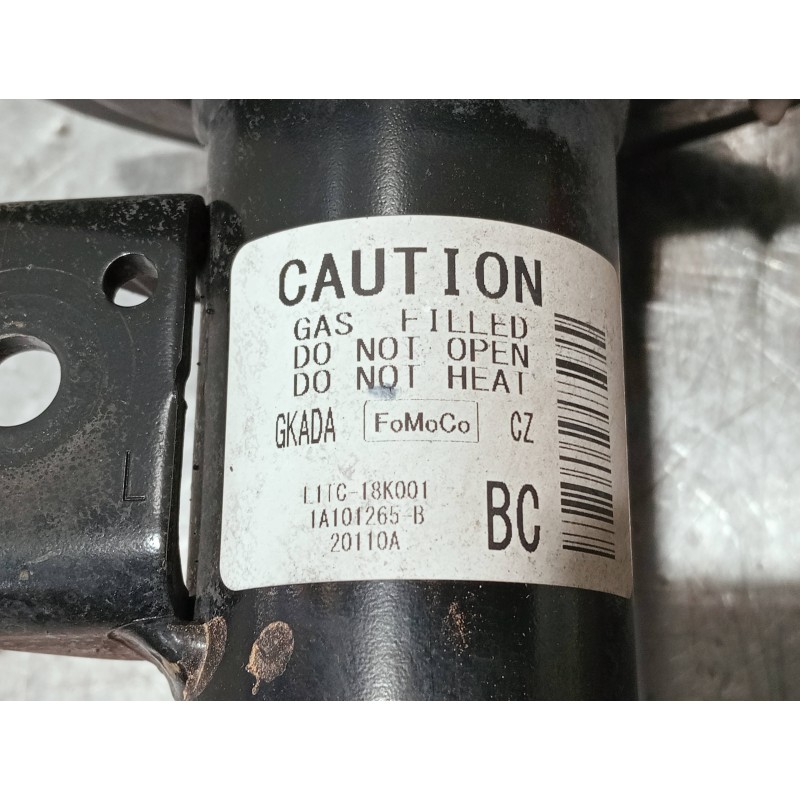 CAUTION
GAS FILLED
DO NOT OPEN
DO NOT HEAT
GKADA FoMoCo CZ
L1TC-18K001
1A101265-B
20110A
BC
L